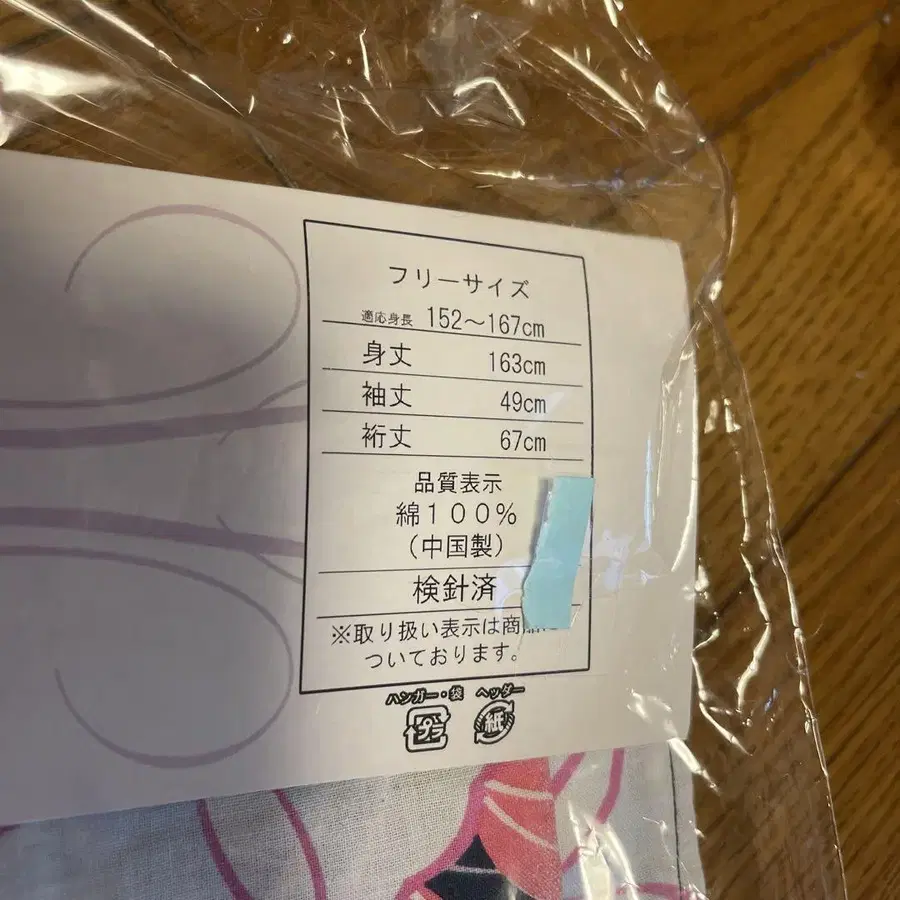 フリーサイズ
適応身長 152～167cm
身丈 163cm
袖丈 49cm
裄丈 67cm
品質表示
綿100%
（中国製）
検針済
※取り扱い表示は商品に
ついております。
ハンガー・袋 ヘッダー
プラ 紙